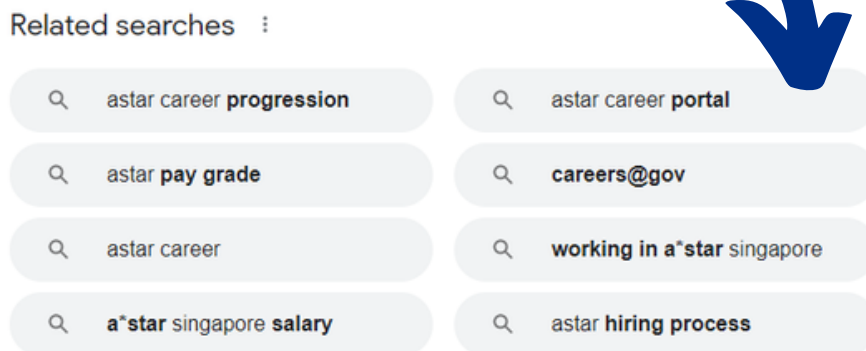 Related searches
astar career progression
astar career portal
astar pay grade
careers@gov
astar career
working in a*star singapore
a*star singapore salary
astar hiring process